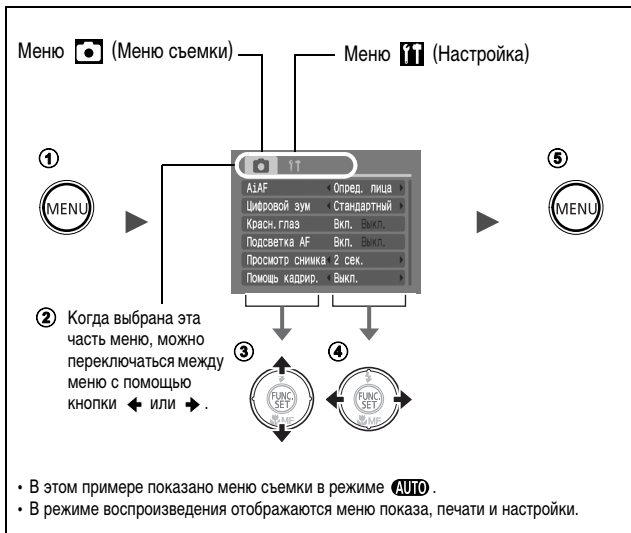 Меню (Меню съемки)
Меню (Настройка)
1
MENU
5
MENU
AiAF Опред. лица
Цифровой зум Стандартный
Красн.глаз Вкл. Выкл.
Подсветка AF Вкл. Выкл.
Просмотр снимка 2 сек.
Помощь кадрир. Выкл.
2 Когда выбрана эта
часть меню, можно
переключаться между
меню с помощью
кнопки ← или → .
3
FUNC.
SET
MF
4
FUNC.
SET
MF
• В этом примере показано меню съемки в режиме AUTO .
• В режиме воспроизведения отображаются меню показа, печати и настройки.